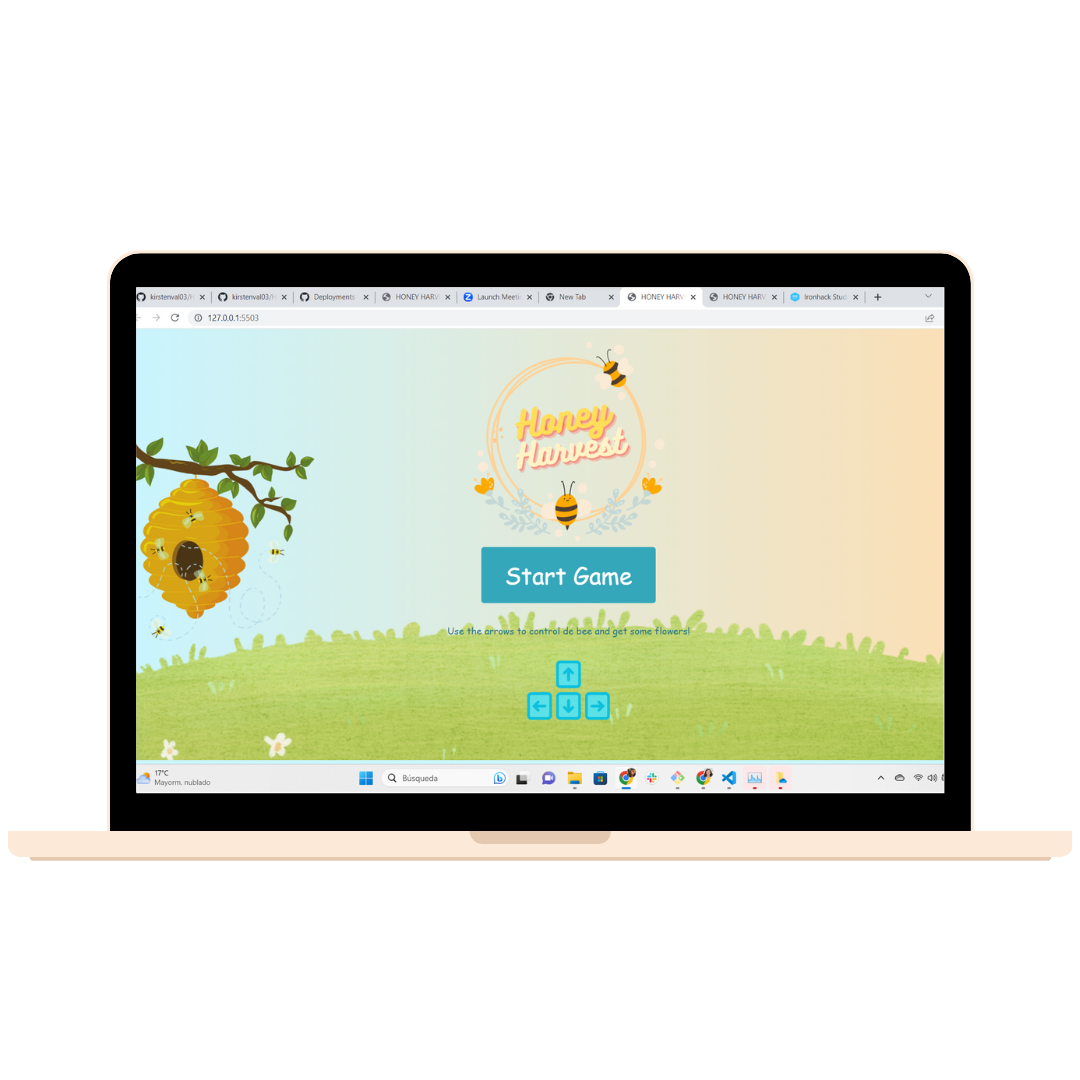 kirstenval03/H
kirstenval03/H
Deployments
HONEY HARV
Launch Meetin
New Tab
HONEY HARV
HONEY HARV
Ironhack Stud
127.0.0.1:5503
Honey
Harvest
Start Game
Use the arrows to control de bee and get some flowers!
17°C
Mayorm. nublado
Búsqueda